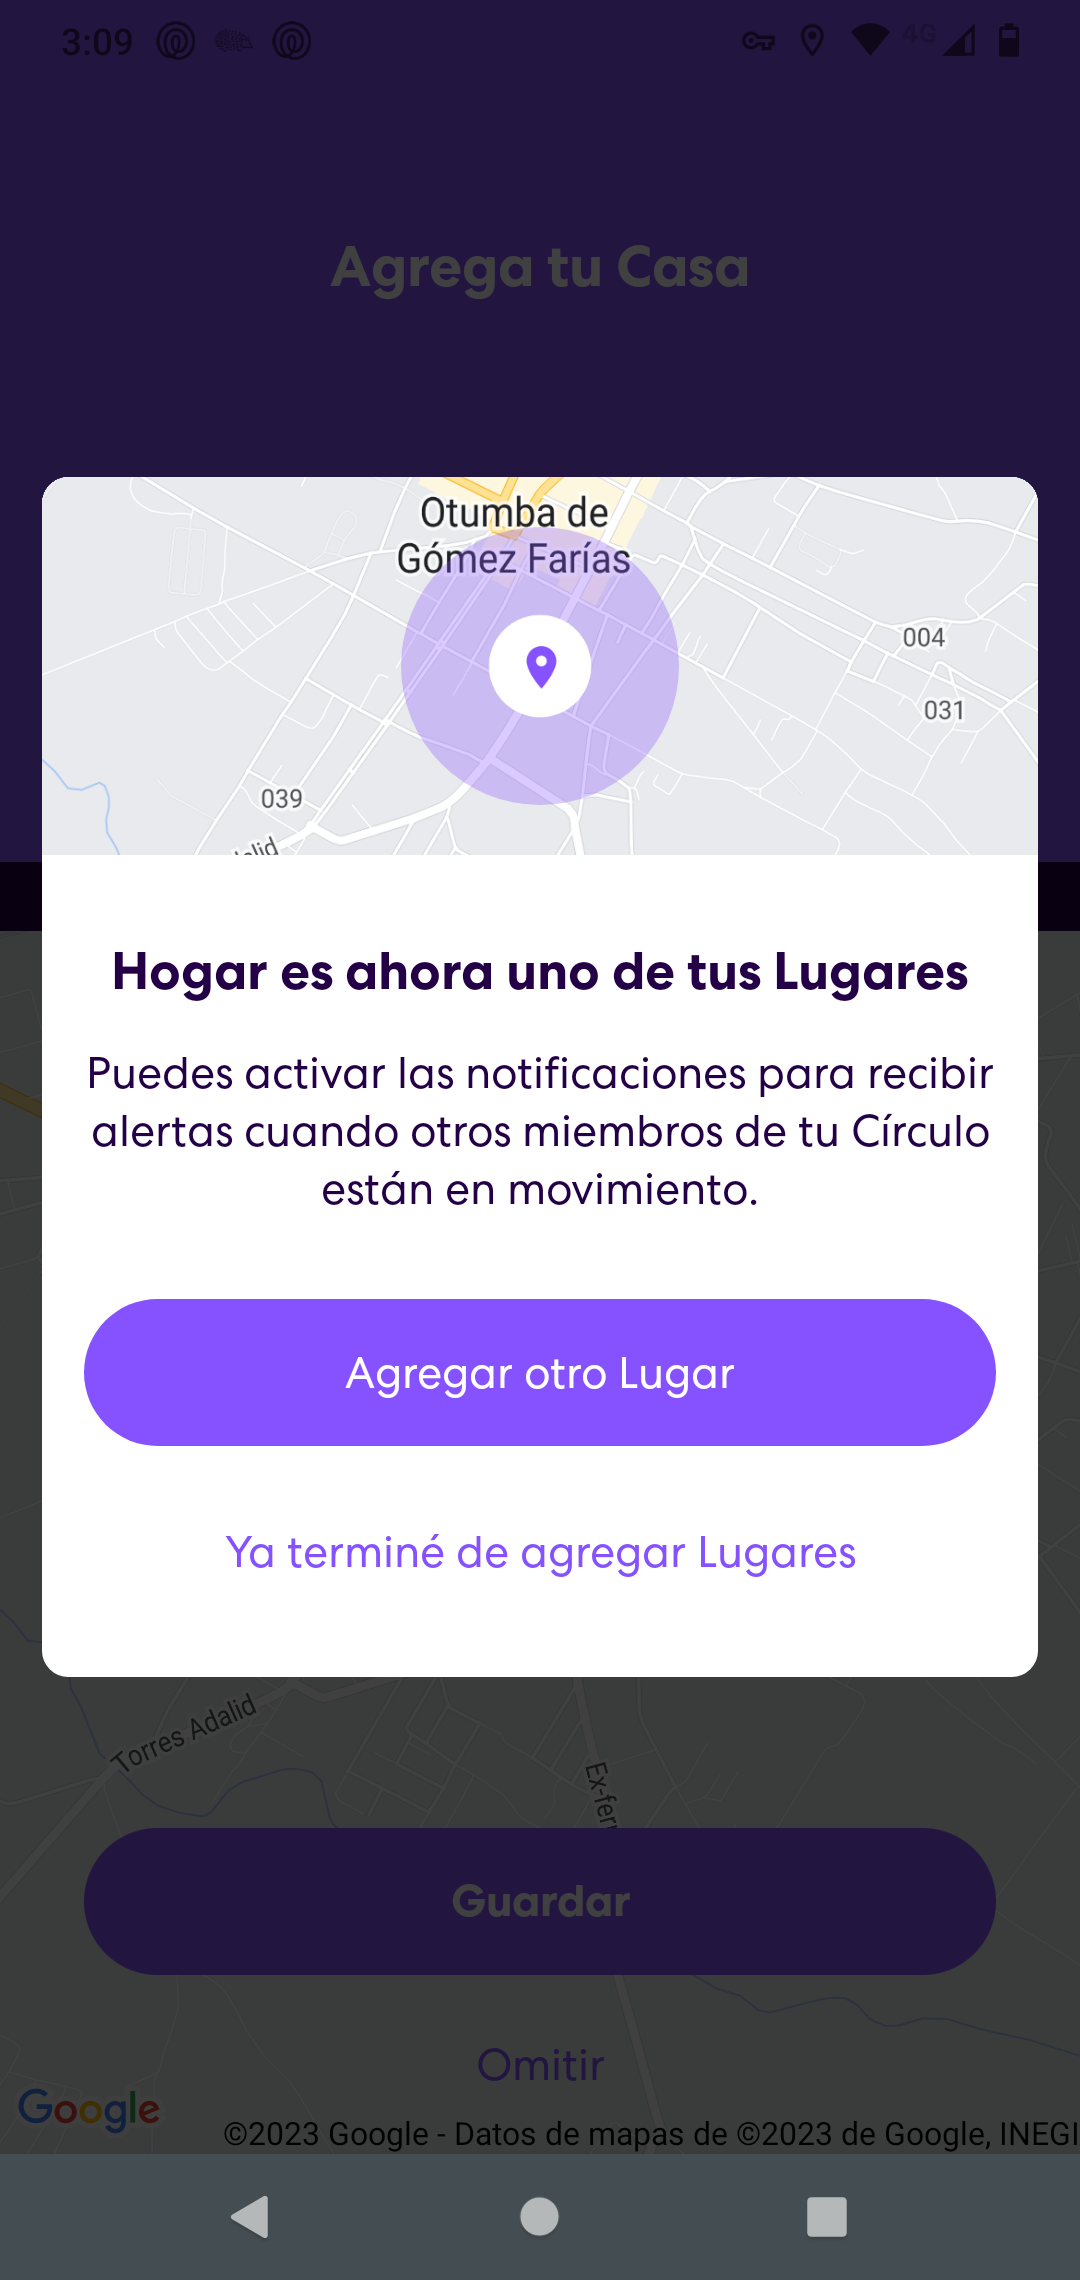 3:09
4G
Agrega tu Casa
Otumba de
Gómez Farías
004
031
039
Hogar es ahora uno de tus Lugares
Puedes activar las notificaciones para recibir
alertas cuando otros miembros de tu Círculo
están en movimiento.
Agregar otro Lugar
Ya terminé de agregar Lugares
Torres Adalid
Guardar
Omitir
Google
©2023 Google - Datos de mapas de ©2023 de Google, INEGI